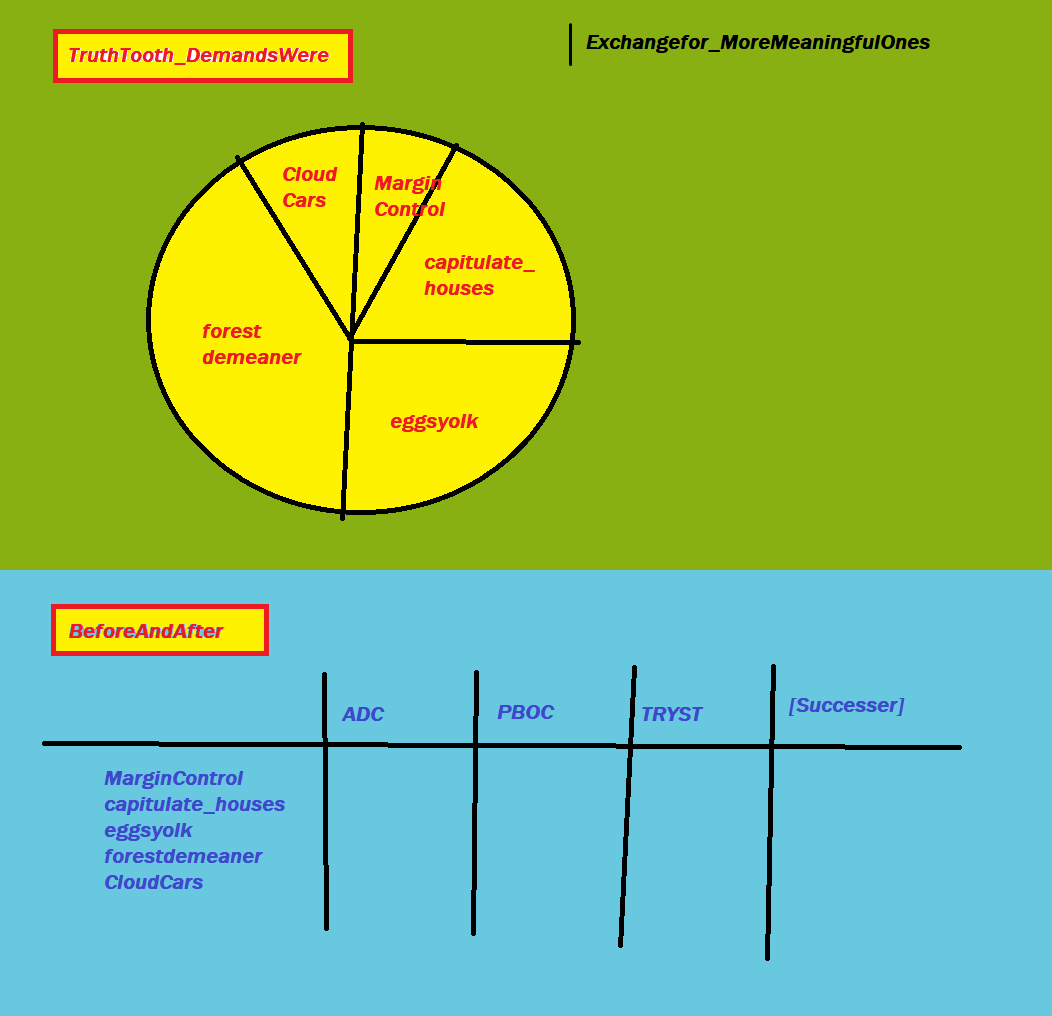 TruthTooth_DemandsWere
Exchangefor_MoreMeaningfulOnes
Cloud
Cars
Margin
Control
capitulate_
houses
forest
demeaner
eggsyolk
BeforeAndAfter
ADC
PBOC
TRYST
[Successer]
MarginControl
capitulate_houses
eggsyolk
forestdemeaner
CloudCars